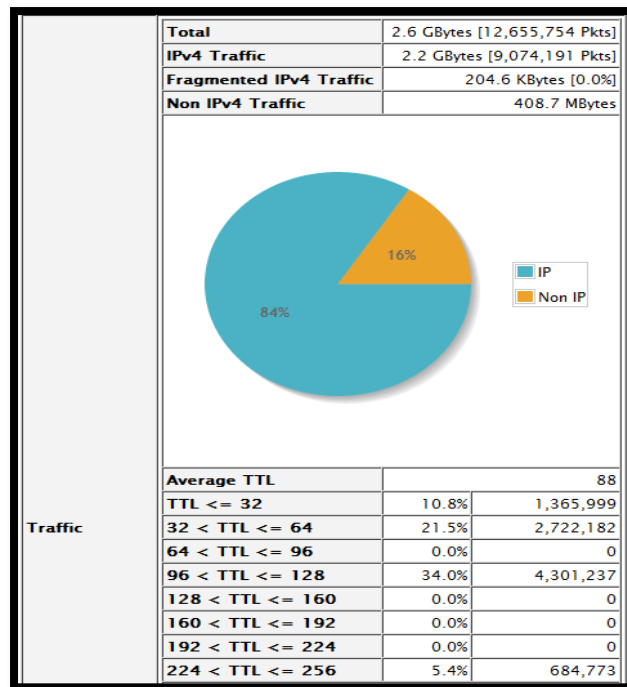 Total 2.6 GBytes [12,655,754 Pkts]
IPv4 Traffic 2.2 GBytes [9,074,191 Pkts]
Fragmented IPv4 Traffic 204.6 KBytes [0.0%]
Non IPv4 Traffic 408.7 MBytes
16%
84%
IP
Non IP
Average TTL 88
TTL <= 32 10.8% 1,365,999
Traffic
32 < TTL <= 64 21.5% 2,722,182
64 < TTL <= 96 0.0% 0
96 < TTL <= 128 34.0% 4,301,237
128 < TTL <= 160 0.0% 0
160 < TTL <= 192 0.0% 0
192 < TTL <= 224 0.0% 0
224 < TTL <= 256 5.4% 684,773